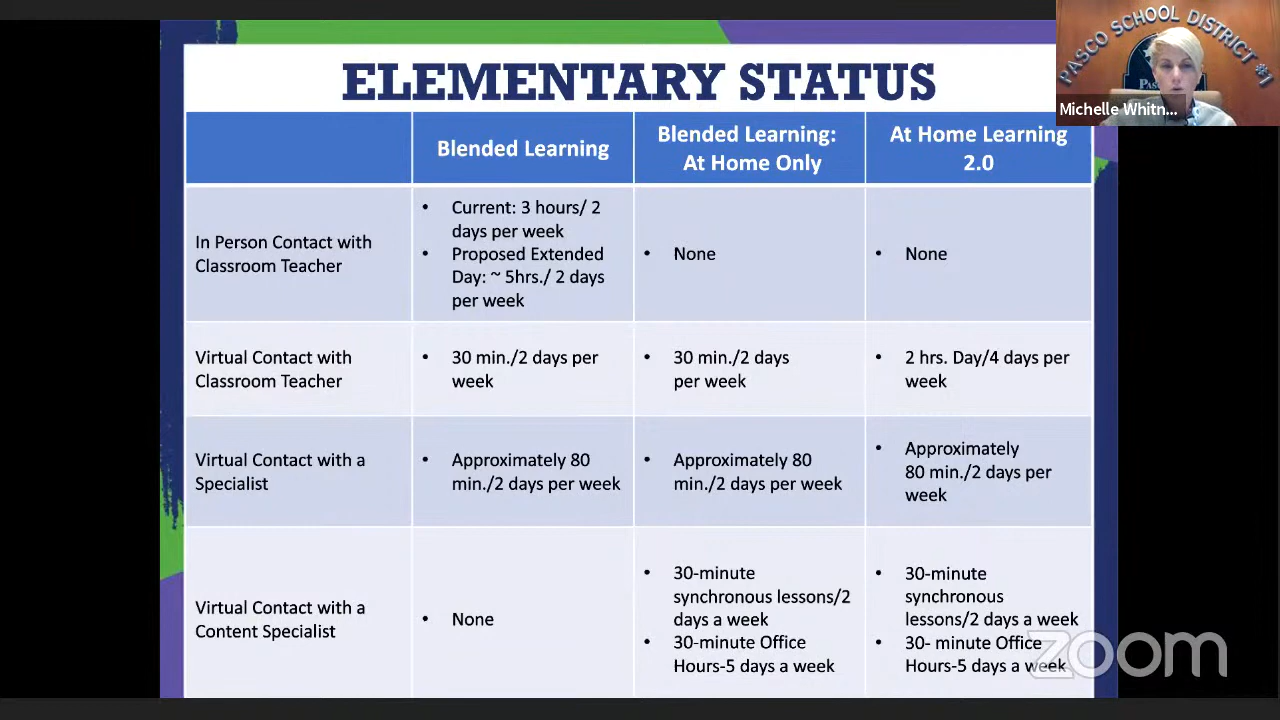 ELEMENTARY STATUS
PASCO SCHOOL DISTRICT #1
Michelle Whitn...
Blended Learning
Blended Learning:
At Home Only
At Home Learning
2.0
In Person Contact with
Classroom Teacher
• Current: 3 hours/ 2
days per week
• Proposed Extended
Day: ~ 5hrs./ 2 days
per week
• None
• None
Virtual Contact with
Classroom Teacher
• 30 min./2 days per
week
• 30 min./2 days
per week
• 2 hrs. Day/4 days per
week
Virtual Contact with a
Specialist
• Approximately 80
min./2 days per week
• Approximately 80
min./2 days per week
• Approximately
80 min./2 days per
week
Virtual Contact with a
Content Specialist
• None
• 30-minute
synchronous lessons/2
days a week
• 30-minute Office
Hours-5 days a week
• 30-minute
synchronous
lessons/2 days a week
• 30- minute Office
Hours-5 days a week
zoom